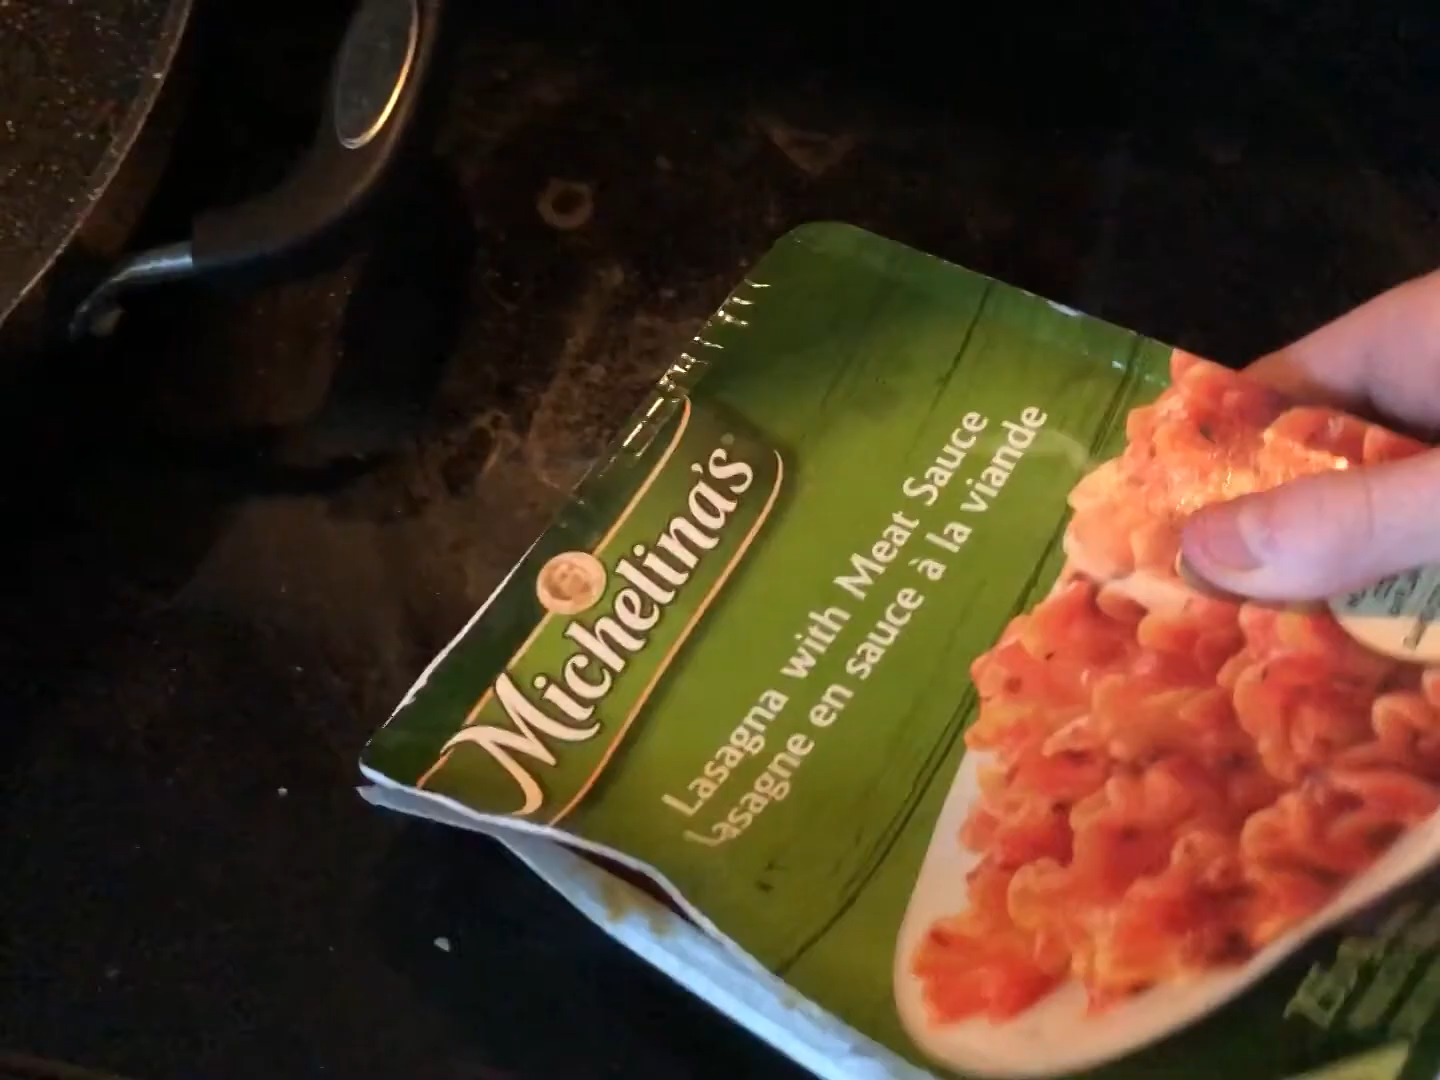 Michelina's
Lasagna with Meat Sauce
Lasagne en sauce à la viande